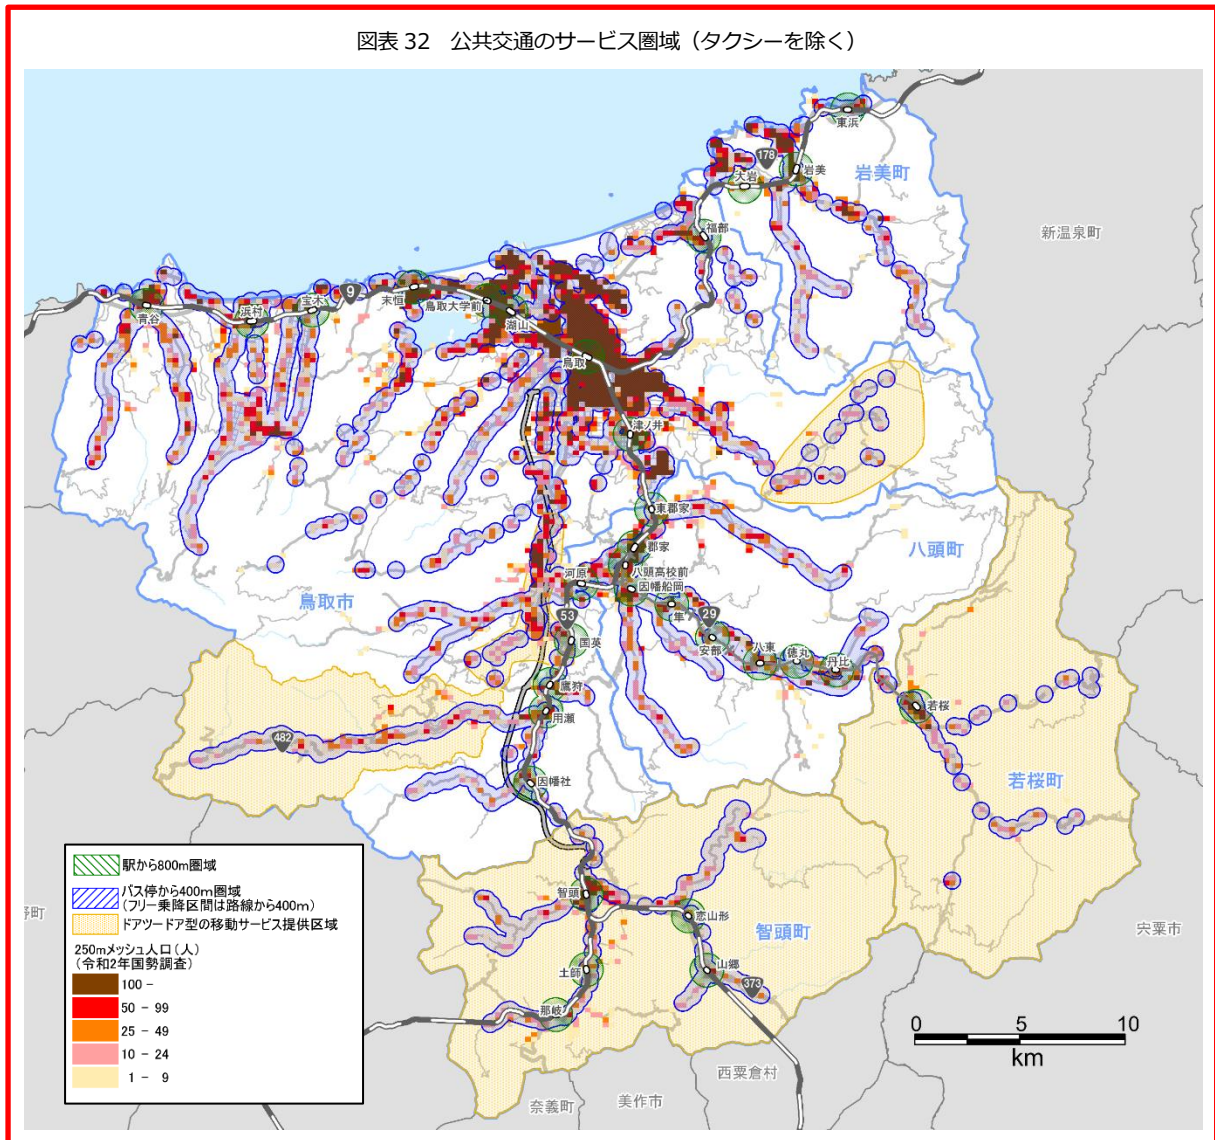 図表 32　公共交通のサービス圏域（タクシーを除く）
東浜
178
岩美
大岩
岩美町
新温泉町
福部
9
末恒
鳥取大学前
宝木
浜村
青谷
湖山
鳥取
津ノ井
東郡家
郡家
八頭町
八頭高校前
因幡船岡
河原
鳥取市
隼
29
53
国英
安部
八東
徳丸
丹比
鷹狩
用瀬
若桜
482
因幡社
若桜町
智頭
恋山形
智頭町
宍粟市
土師
山郷
373
那岐
野町
西粟倉村
美作市
奈義町
駅から800m圏域
バス停から400m圏域
(フリー乗降区間は路線から400m)
ドアツードア型の移動サービス提供区域
250mメッシュ人口(人)
(令和2年国勢調査)
100 -
50 - 99
25 - 49
10 - 24
1 - 9
0 5 10
km